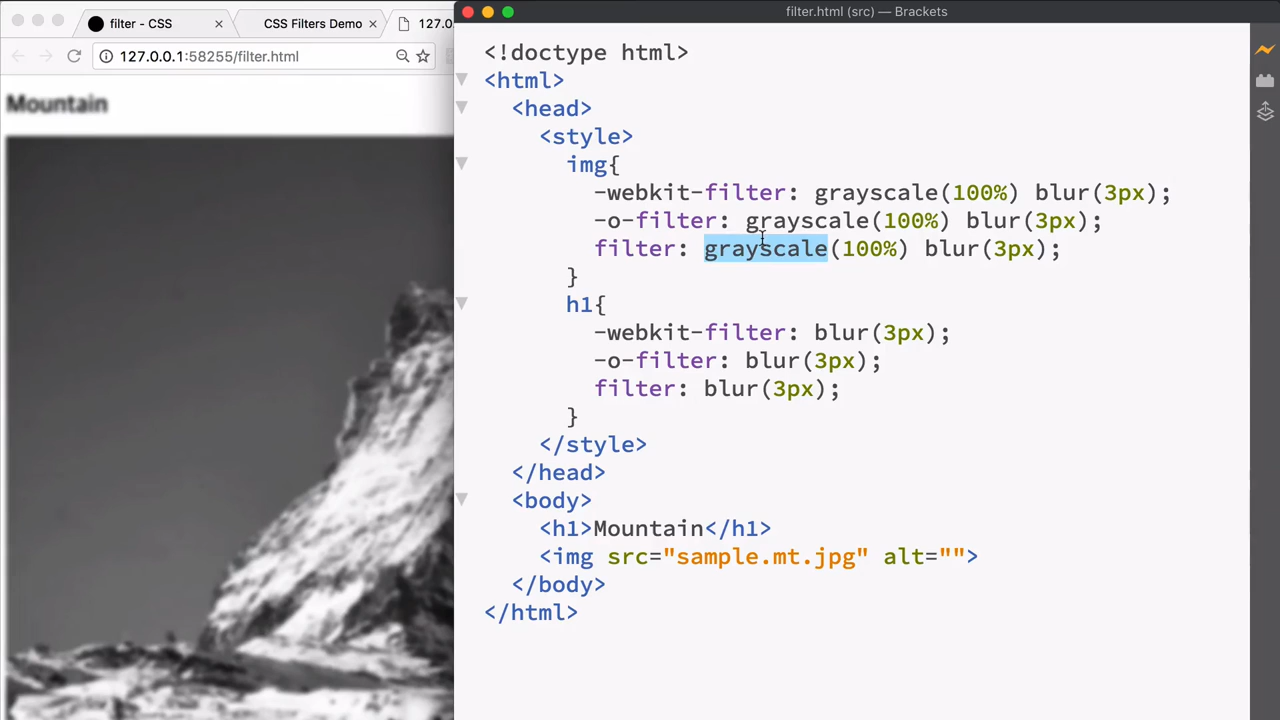 filter - CSS
CSS Filters Demo
127.0
127.0.0.1:58255/filter.html
Mountain
filter.html (src) — Brackets
<!doctype html>
<html>
<head>
<style>
img{
-webkit-filter: grayscale(100%) blur(3px);
-o-filter: grayscale(100%) blur(3px);
filter: grayscale(100%) blur(3px);
}
h1{
-webkit-filter: blur(3px);
-o-filter: blur(3px);
filter: blur(3px);
}
</style>
</head>
<body>
<h1>Mountain</h1>
<img src="sample.mt.jpg" alt="">
</body>
</html>